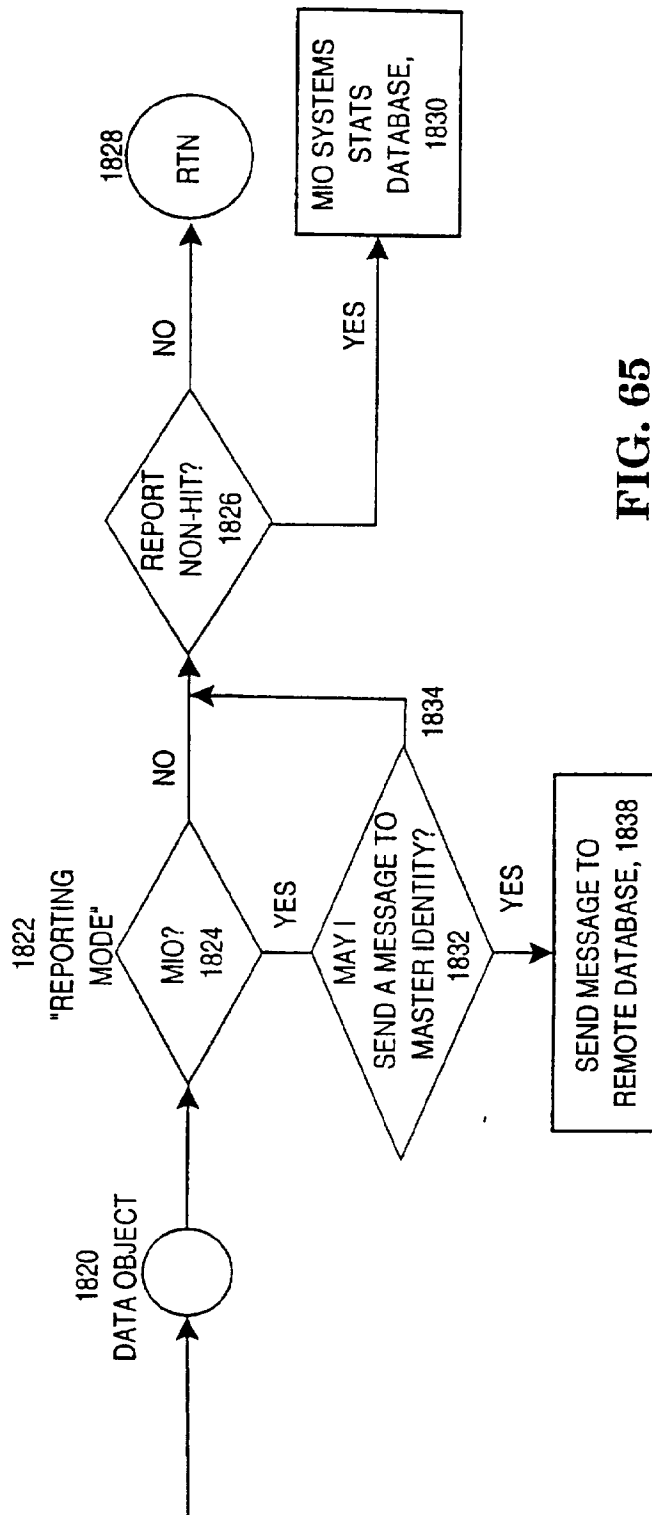 1820
DATA OBJECT
1822
"REPORTING
MODE"
MIO?
1824
NO
YES
MAY I
SEND A MESSAGE TO
MASTER IDENTITY?
1832
1834
YES
SEND MESSAGE TO
REMOTE DATABASE, 1838
REPORT
NON-HIT?
1826
NO
1828
RTN
YES
MIO SYSTEMS
STATS
DATABASE,
1830
FIG. 65